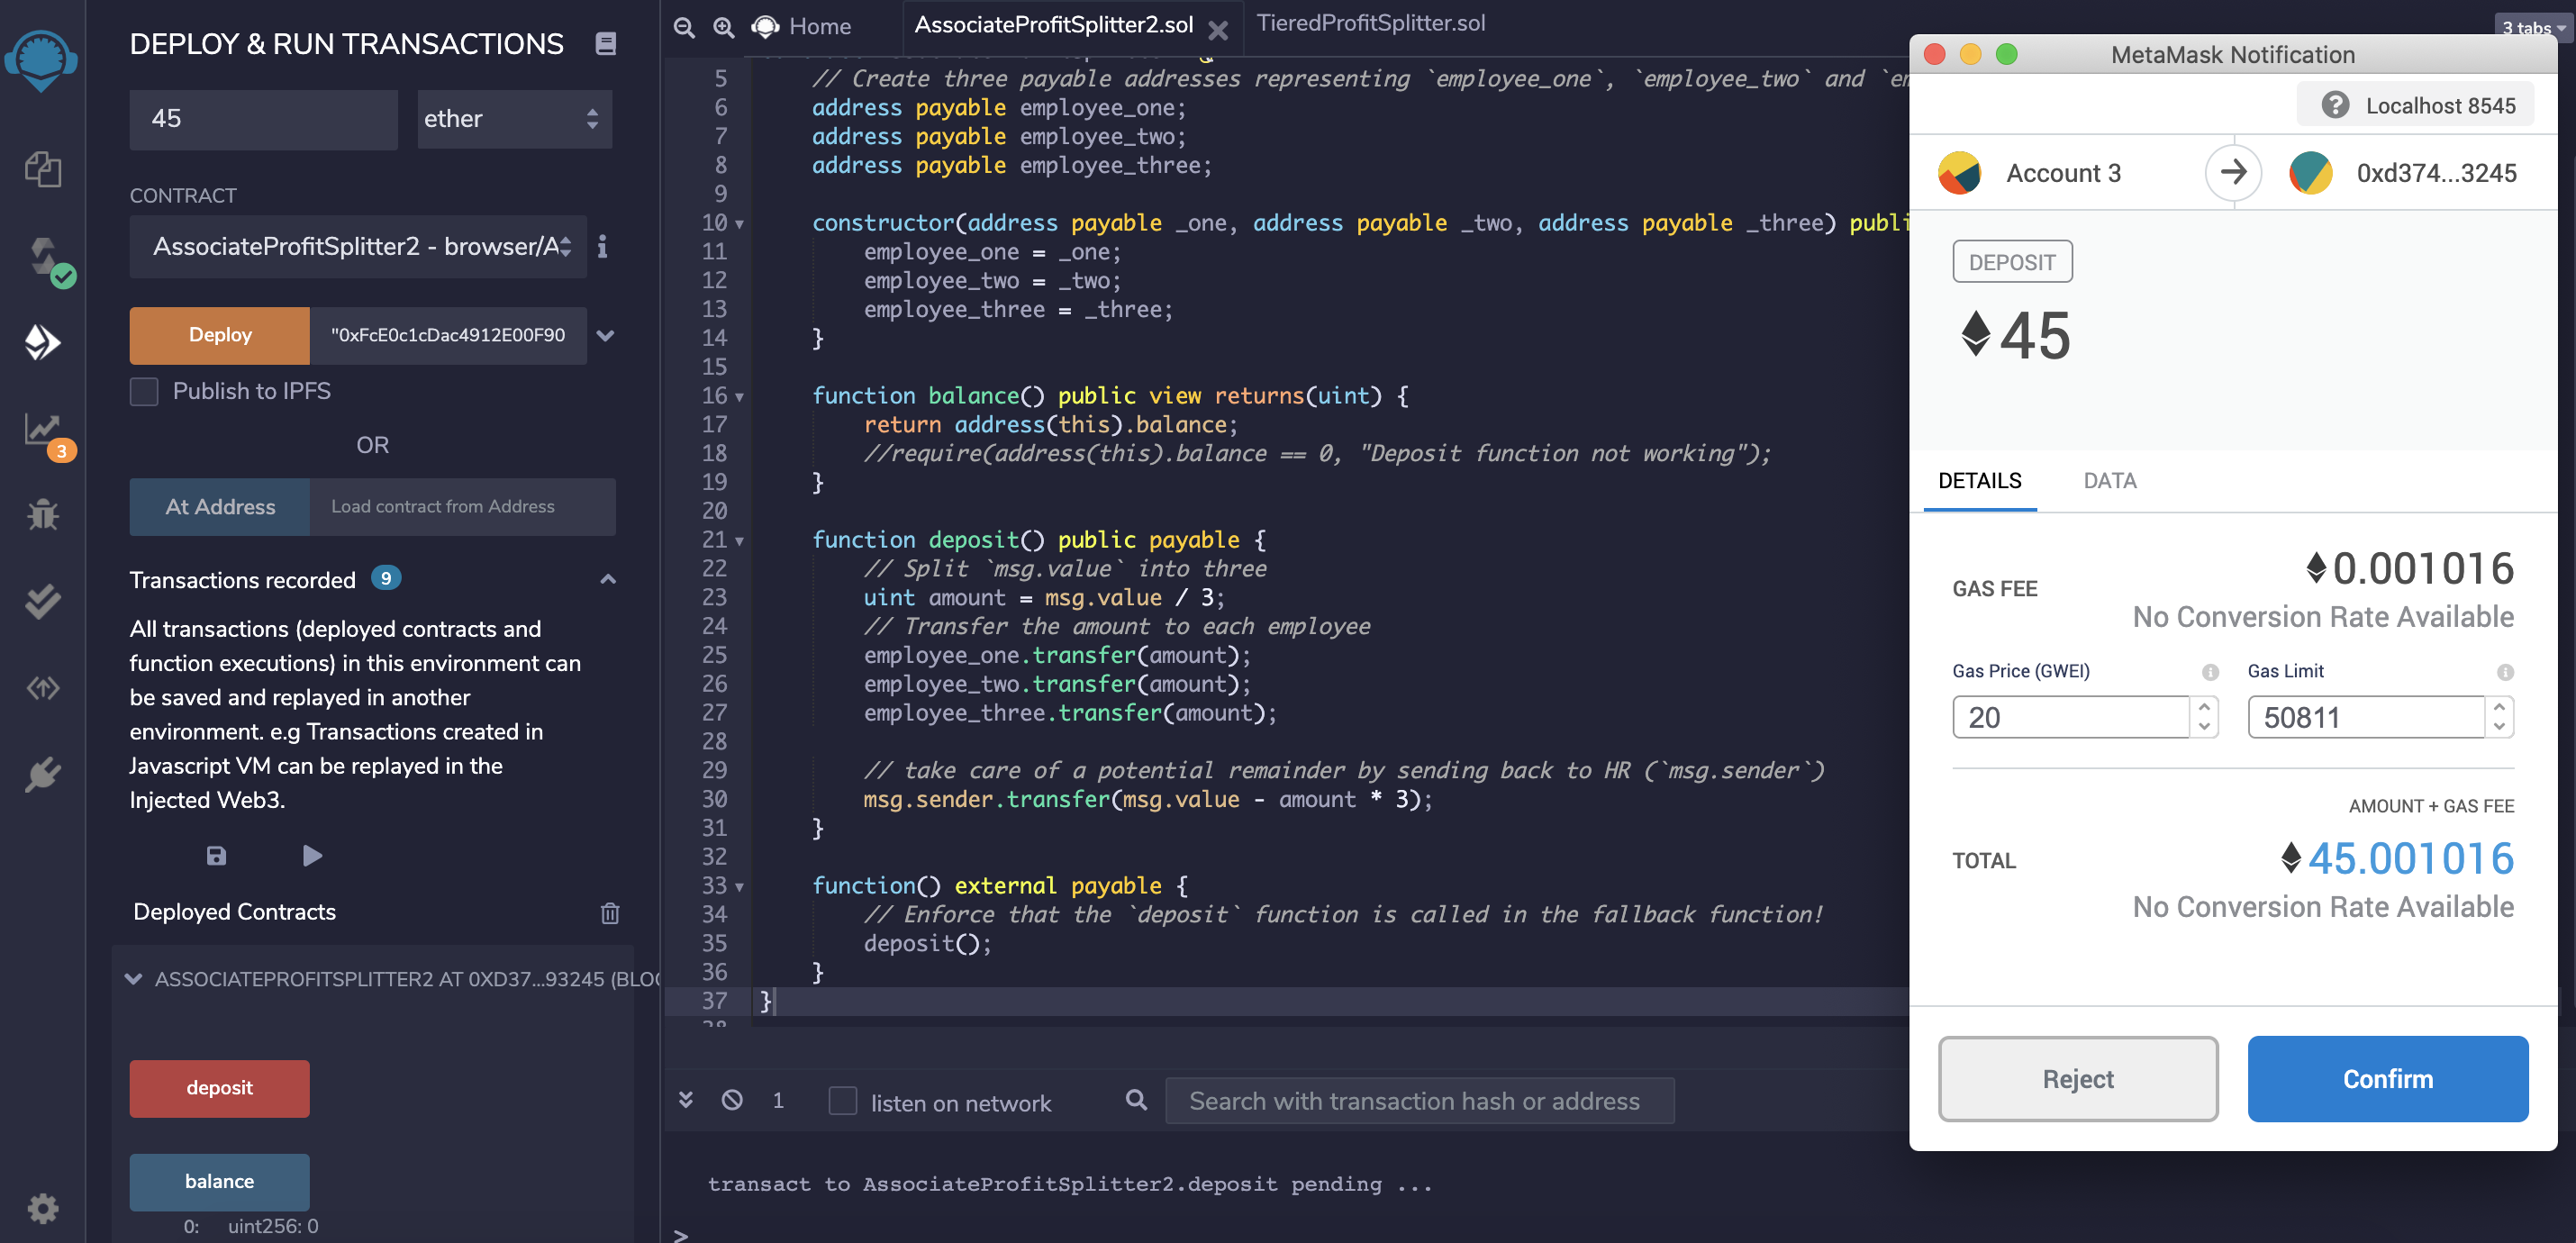 DEPLOY & RUN TRANSACTIONS
45
ether
CONTRACT
AssociateProfitSplitter2 - browser/A
Deploy
"0xFcE0c1cDac4912E00F90
Publish to IPFS
OR
At Address
Load contract from Address
Transactions recorded 9
All transactions (deployed contracts and
function executions) in this environment can
be saved and replayed in another
environment. e.g Transactions created in
Javascript VM can be replayed in the
Injected Web3.
Deployed Contracts
ASSOCIATEPROFITSPLITTER2 AT 0XD37...93245 (BLOC
deposit
balance
0: uint256: 0
3
Home
AssociateProfitSplitter2.sol
TieredProfitSplitter.sol
3 tabs
5 // Create three payable addresses representing `employee_one`, `employee_two` and `em
6 address payable employee_one;
7 address payable employee_two;
8 address payable employee_three;
9
10 constructor(address payable _one, address payable _two, address payable _three) publi
11 employee_one = _one;
12 employee_two = _two;
13 employee_three = _three;
14 }
15
16 function balance() public view returns(uint) {
17 return address(this).balance;
18 //require(address(this).balance == 0, "Deposit function not working");
19 }
20
21 function deposit() public payable {
22 // Split `msg.value` into three
23 uint amount = msg.value / 3;
24 // Transfer the amount to each employee
25 employee_one.transfer(amount);
26 employee_two.transfer(amount);
27 employee_three.transfer(amount);
28
29 // take care of a potential remainder by sending back to HR (`msg.sender`)
30 msg.sender.transfer(msg.value - amount * 3);
31 }
32
33 function() external payable {
34 // Enforce that the `deposit` function is called in the fallback function!
35 deposit();
36 }
37 }
1
listen on network
Search with transaction hash or address
transact to AssociateProfitSplitter2.deposit pending ...
>
MetaMask Notification
Localhost 8545
Account 3
0xd374...3245
DEPOSIT
45
DETAILS
DATA
GAS FEE
0.001016
No Conversion Rate Available
Gas Price (GWEI)
Gas Limit
20
50811
AMOUNT + GAS FEE
TOTAL
45.001016
No Conversion Rate Available
Reject
Confirm